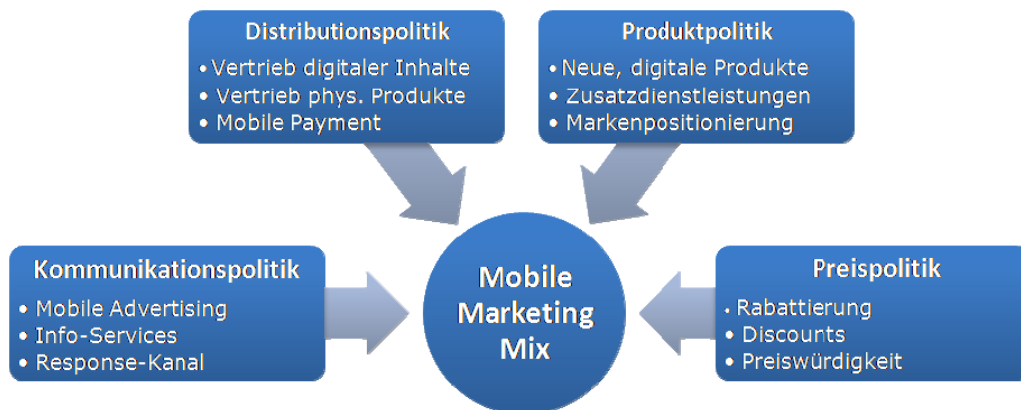 Distributionspolitik
• Vertrieb digitaler Inhalte
• Vertrieb phys. Produkte
• Mobile Payment
Produktpolitik
• Neue, digitale Produkte
• Zusatzdienstleistungen
• Markenpositionierung
Kommunikationspolitik
• Mobile Advertising
• Info-Services
• Response-Kanal
Mobile
Marketing
Mix
Preispolitik
• Rabattierung
• Discounts
• Preiswürdigkeit